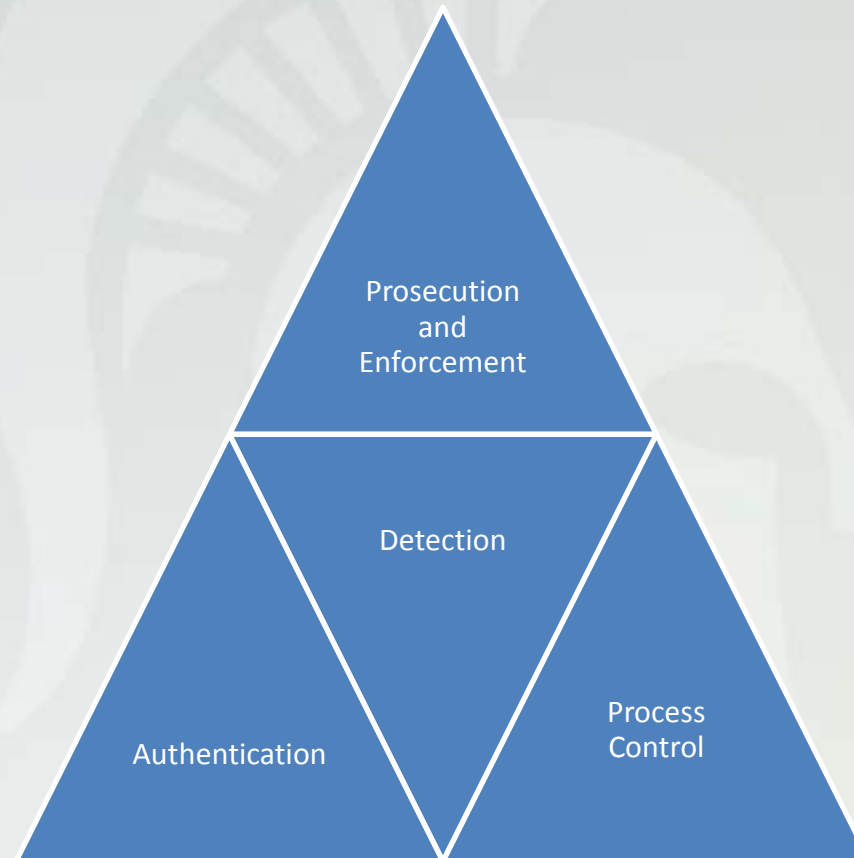 Prosecution
and
Enforcement
Detection
Authentication
Process
Control